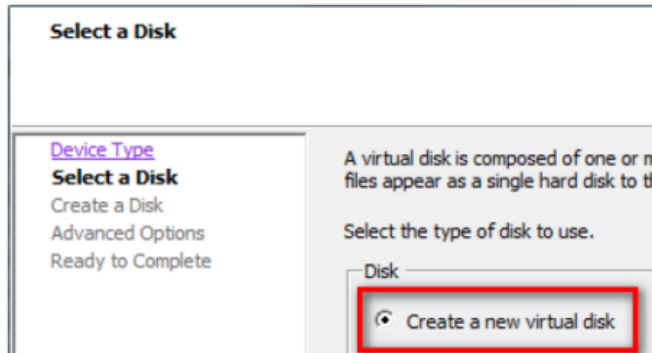 Select a Disk
Device Type
Select a Disk
Create a Disk
Advanced Options
Ready to Complete
A virtual disk is composed of one or
files appear as a single hard disk to
Select the type of disk to use.
Disk
Create a new virtual disk